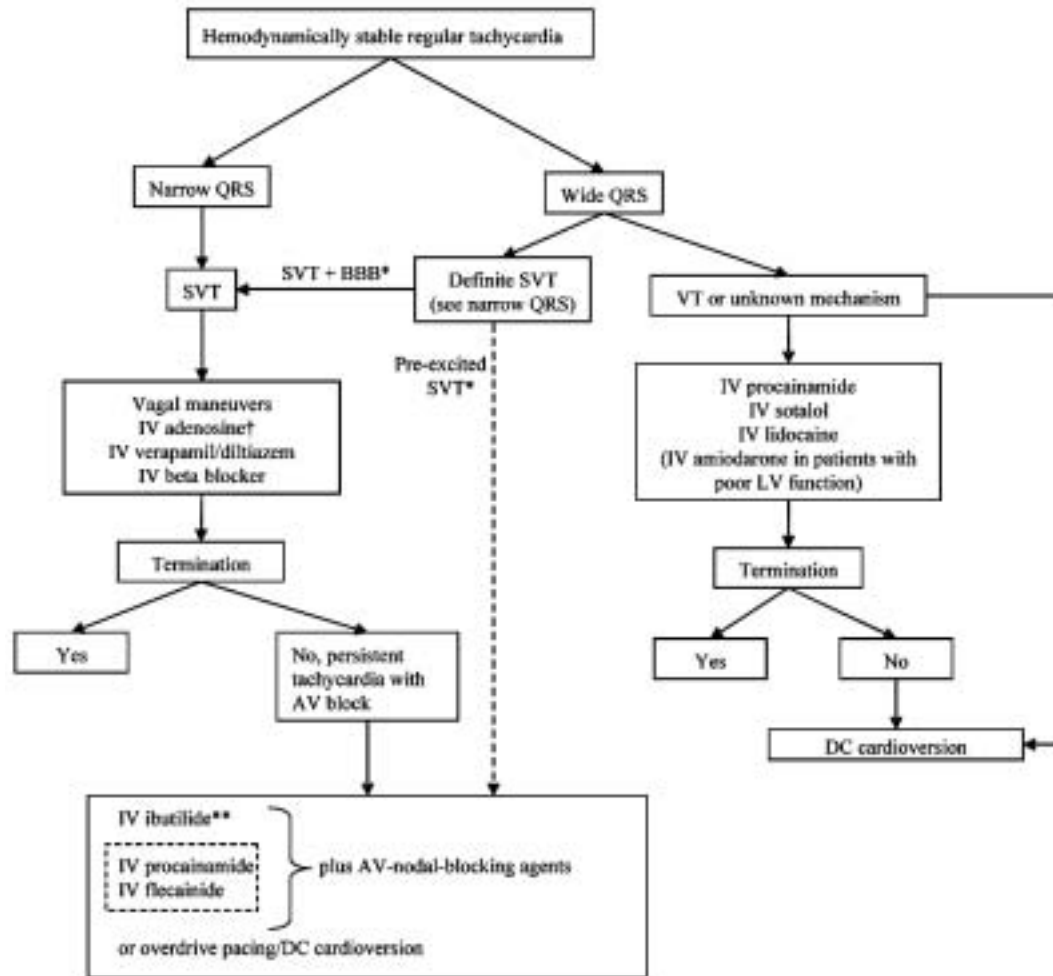 Hemodynamically stable regular tachycardia
Narrow QRS
Wide QRS
SVT
SVT + BBB*
Definite SVT
(see narrow QRS)
VT or unknown mechanism
Pre-excited
SVT*
Vagal maneuvers
IV adenosine†
IV verapamil/diltiazem
IV beta blocker
IV procainamide
IV sotalol
IV lidocaine
(IV amiodarone in patients with
poor LV function)
Termination
Termination
Yes
No, persistent
tachycardia with
AV block
Yes
No
DC cardioversion
IV ibutilide**
IV procainamide
IV flecainide
plus AV-nodal-blocking agents
or overdrive pacing/DC cardioversion